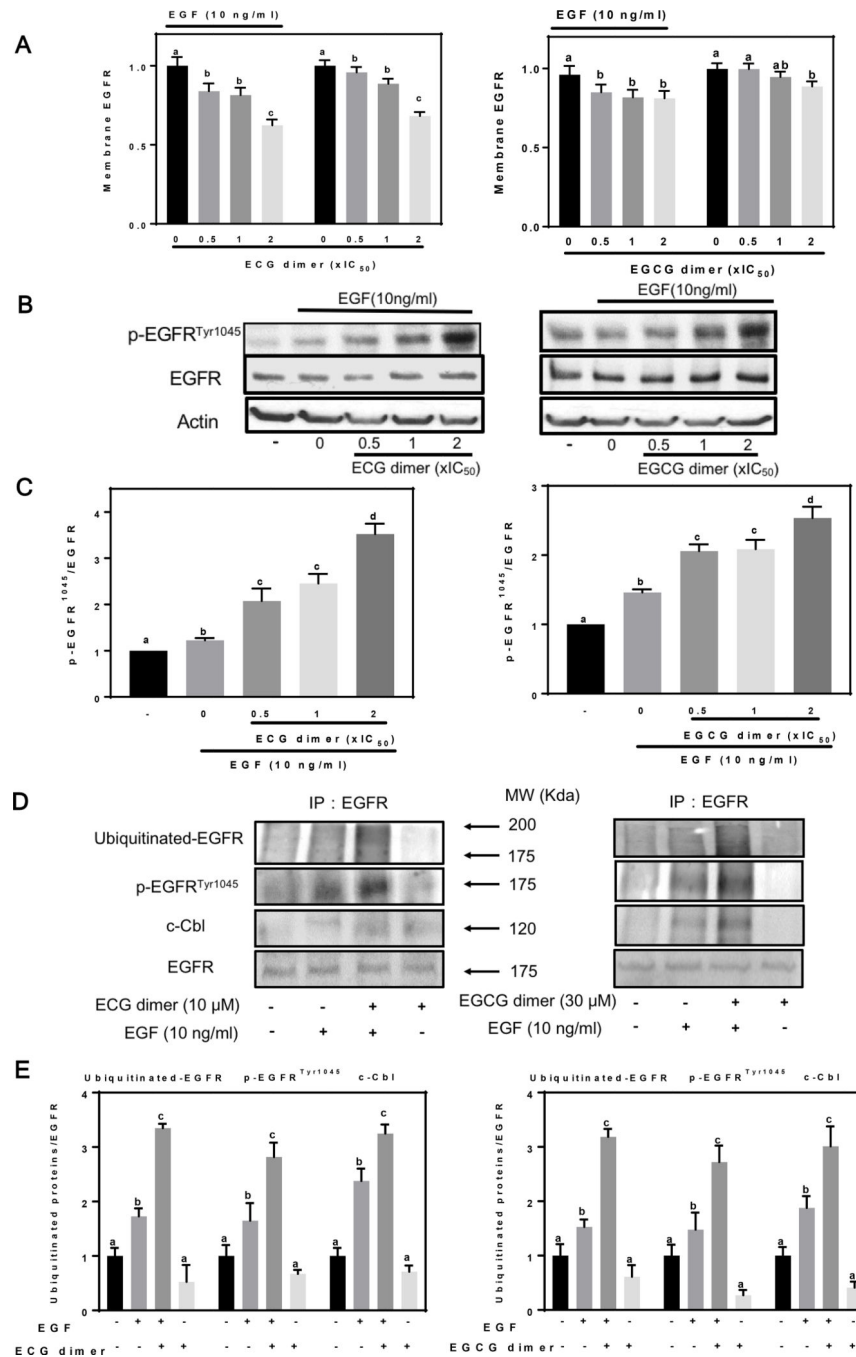 A
EGF (10 ng/ml)
Membrane EGFR
1.0
0.5
0.0
a b b c a b b c
0 0.5 1 2 0 0.5 1 2
ECG dimer (xIC50)
EGF (10 ng/ml)
Membrane EGFR
1.0
0.5
0.0
a b b b a a ab b
0 0.5 1 2 0 0.5 1 2
EGCG dimer (xIC50)
B
EGF(10ng/ml)
EGF(10ng/ml)
p-EGFRTyr1045
EGFR
Actin
- 0 0.5 1 2
ECG dimer (xIC50)
- 0 0.5 1 2
EGCG dimer (xIC50)
C
p-EGFR1045/EGFR
4
3
2
1
0
a b c c d
- 0 0.5 1 2
ECG dimer (xIC50)
EGF (10 ng/ml)
p-EGFR1045/EGFR
3
2
1
0
a b c c d
- 0 0.5 1 2
EGCG dimer (xIC50)
EGF (10 ng/ml)
D
IP : EGFR
MW (Kda)
IP : EGFR
Ubiquitinated-EGFR
200
175
p-EGFRTyr1045
175
c-Cbl
120
EGFR
175
ECG dimer (10 µM) - - + +
EGF (10 ng/ml) - + + -
EGCG dimer (30 µM) - - + +
EGF (10 ng/ml) - + + -
E
Ubiquitinated-EGFR p-EGFRTyr1045 c-Cbl
Ubiquitinated proteins/EGFR
4
3
2
1
0
a b c a a b c a a b c a
EGF - + + - - + + - - + + -
ECG dimer - - + + - - + + - - + +
Ubiquitinated-EGFR p-EGFRTyr1045 c-Cbl
Ubiquitinated proteins/EGFR
4
3
2
1
0
a b c a a b c a a b c a
EGF - + + - - + + - - + + -
EGCG dimer - - + + - - + + - - + +